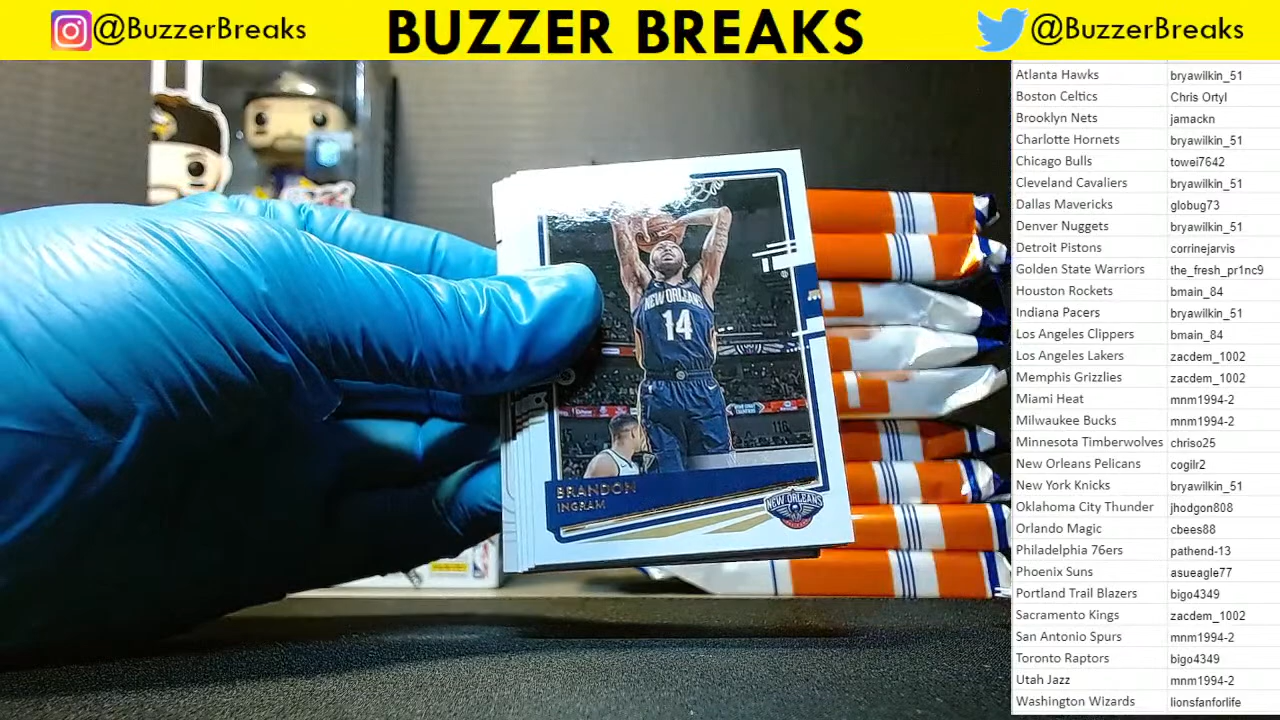 @BuzzerBreaks
BUZZER BREAKS
@BuzzerBreaks
Atlanta Hawks bryawilkin_51
Boston Celtics Chris Ortyl
Brooklyn Nets jamackn
Charlotte Hornets bryawilkin_51
Chicago Bulls towei7642
Cleveland Cavaliers bryawilkin_51
Dallas Mavericks globug73
Denver Nuggets bryawilkin_51
Detroit Pistons corrinejarvis
Golden State Warriors the_fresh_pr1nc9
Houston Rockets bmain_84
Indiana Pacers bryawilkin_51
Los Angeles Clippers bmain_84
Los Angeles Lakers zacdem_1002
Memphis Grizzlies zacdem_1002
Miami Heat mnm1994-2
Milwaukee Bucks mnm1994-2
Minnesota Timberwolves chriso25
New Orleans Pelicans cogilr2
New York Knicks bryawilkin_51
Oklahoma City Thunder jhodgon808
Orlando Magic cbees88
Philadelphia 76ers pathend-13
Phoenix Suns asueagle77
Portland Trail Blazers bigo4349
Sacramento Kings zacdem_1002
San Antonio Spurs mnm1994-2
Toronto Raptors bigo4349
Utah Jazz mnm1994-2
Washington Wizards lionsfanforlife
NEW ORLEANS
14
BRANDON
INGRAM
NEW ORLEANS